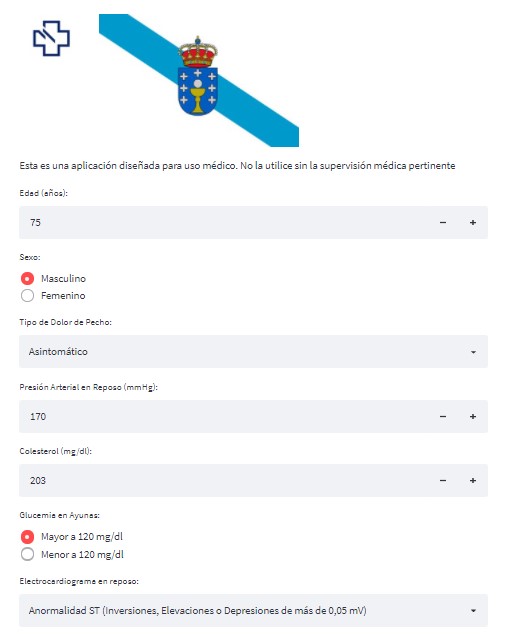 Esta es una aplicación diseñada para uso médico. No la utilice sin la supervisión médica pertinente
Edad (años):
75
Sexo:
Masculino
Femenino
Tipo de Dolor de Pecho:
Asintomático
Presión Arterial en Reposo (mmHg):
170
Colesterol (mg/dl):
203
Glucemia en Ayunas:
Mayor a 120 mg/dl
Menor a 120 mg/dl
Electrocardiograma en reposo:
Anormalidad ST (Inversiones, Elevaciones o Depresiones de más de 0,05 mV)